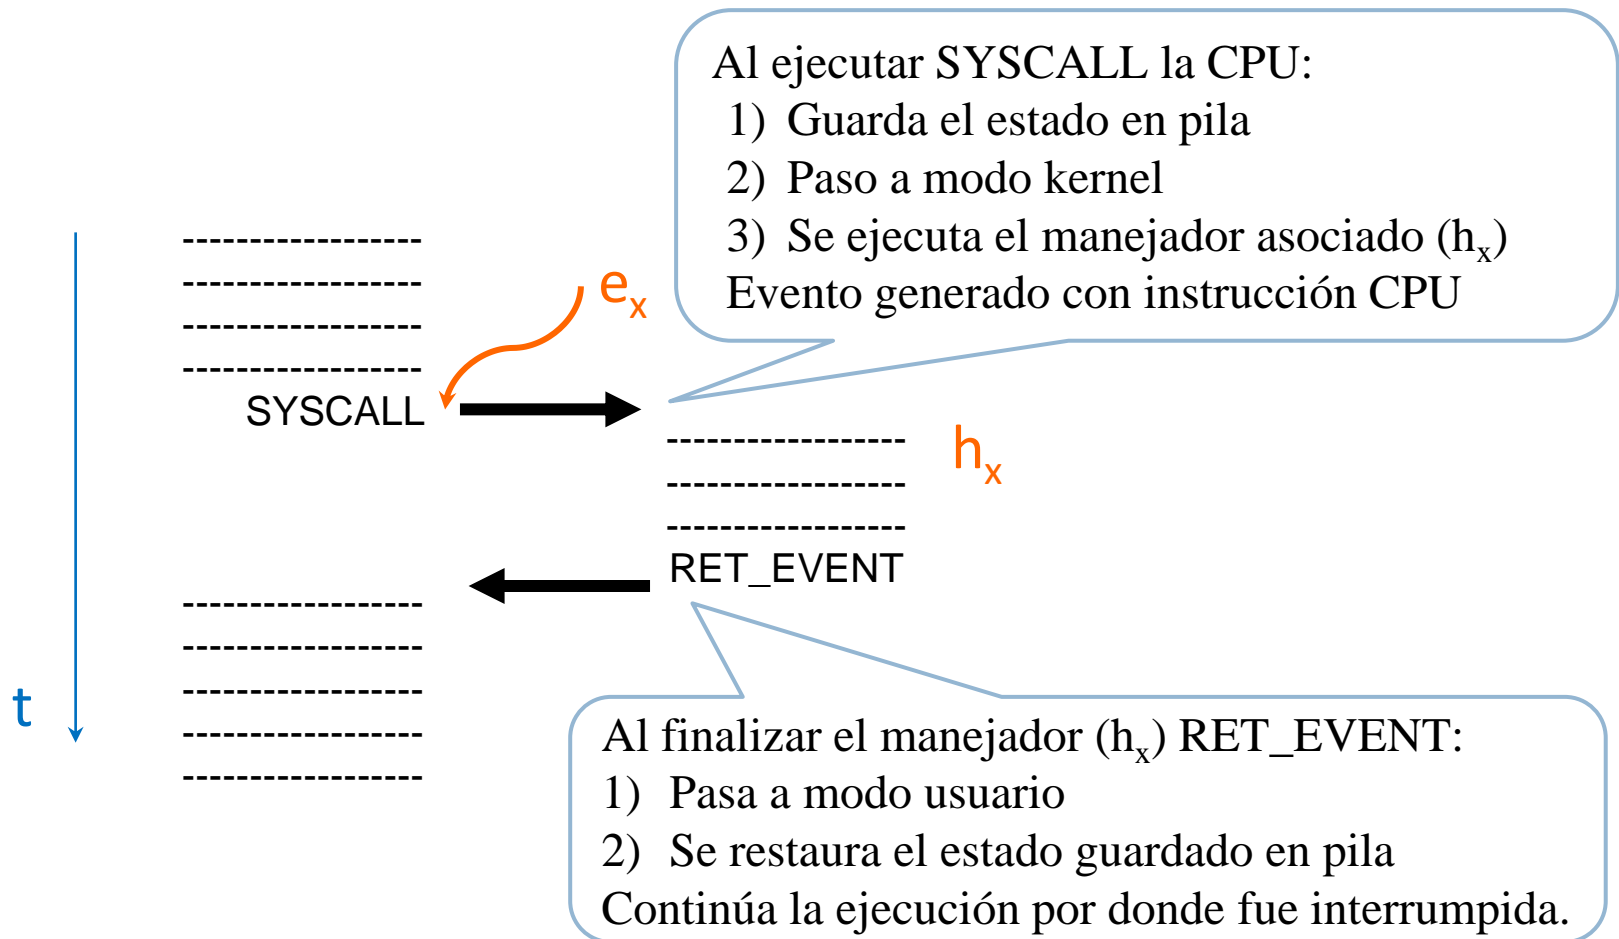 Al ejecutar SYSCALL la CPU:
1) Guarda el estado en pila
2) Paso a modo kernel
3) Se ejecuta el manejador asociado (hx)
Evento generado con instrucción CPU
------------------
------------------
------------------
------------------
ex
SYSCALL
------------------
------------------
------------------
hx
RET_EVENT
------------------
------------------
------------------
------------------
------------------
t
Al finalizar el manejador (hx) RET_EVENT:
1) Pasa a modo usuario
2) Se restaura el estado guardado en pila
Continúa la ejecución por donde fue interrumpida.